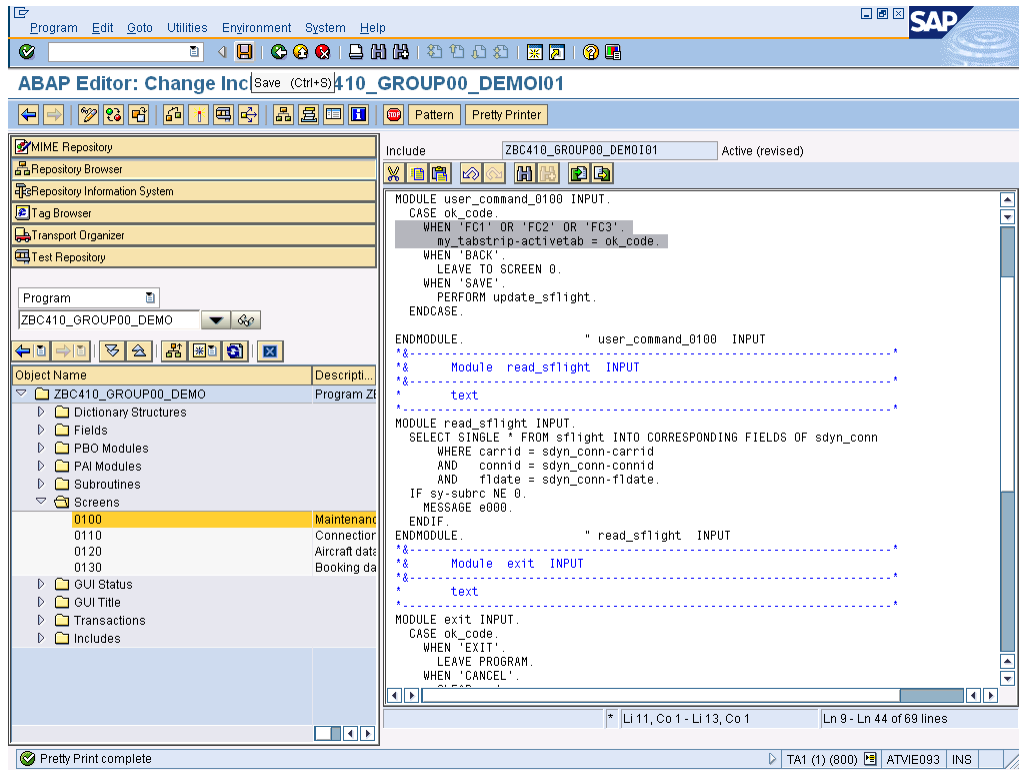 Program Edit Goto Utilities Environment System Help
SAP
ABAP Editor: Change Inc Save (Ctrl+S) 410_GROUP00_DEMOI01
Pattern Pretty Printer
MIME Repository
Repository Browser
Repository Information System
Tag Browser
Transport Organizer
Test Repository
Program
ZBC410_GROUP00_DEMO
Object Name Descripti...
ZBC410_GROUP00_DEMO Program ZB
Dictionary Structures
Fields
PBO Modules
PAI Modules
Subroutines
Screens
0100 Maintenanc
0110 Connection
0120 Aircraft data
0130 Booking da
GUI Status
GUI Title
Transactions
Includes
Include ZBC410_GROUP00_DEMOI01 Active (revised)
MODULE user_command_0100 INPUT.
CASE ok_code.
WHEN 'FC1' OR 'FC2' OR 'FC3'.
my_tabstrip-activetab = ok_code.
WHEN 'BACK'.
LEAVE TO SCREEN 0.
WHEN 'SAVE'.
PERFORM update_sflight.
ENDCASE.
ENDMODULE. " user_command_0100 INPUT
*&---------------------------------------------------------------------*
*& Module read_sflight INPUT
*&---------------------------------------------------------------------*
* text
*----------------------------------------------------------------------*
MODULE read_sflight INPUT.
SELECT SINGLE * FROM sflight INTO CORRESPONDING FIELDS OF sdyn_conn
WHERE carrid = sdyn_conn-carrid
AND connid = sdyn_conn-connid
AND fldate = sdyn_conn-fldate.
IF sy-subrc NE 0.
MESSAGE e000.
ENDIF.
ENDMODULE. " read_sflight INPUT
*&---------------------------------------------------------------------*
*& Module exit INPUT
*&---------------------------------------------------------------------*
* text
*----------------------------------------------------------------------*
MODULE exit INPUT.
CASE ok_code.
WHEN 'EXIT'.
LEAVE PROGRAM.
WHEN 'CANCEL'.
* Li 11, Co 1 - Li 13, Co 1 Ln 9 - Ln 44 of 69 lines
Pretty Print complete TA1 (1) (800) ATVIE093 INS